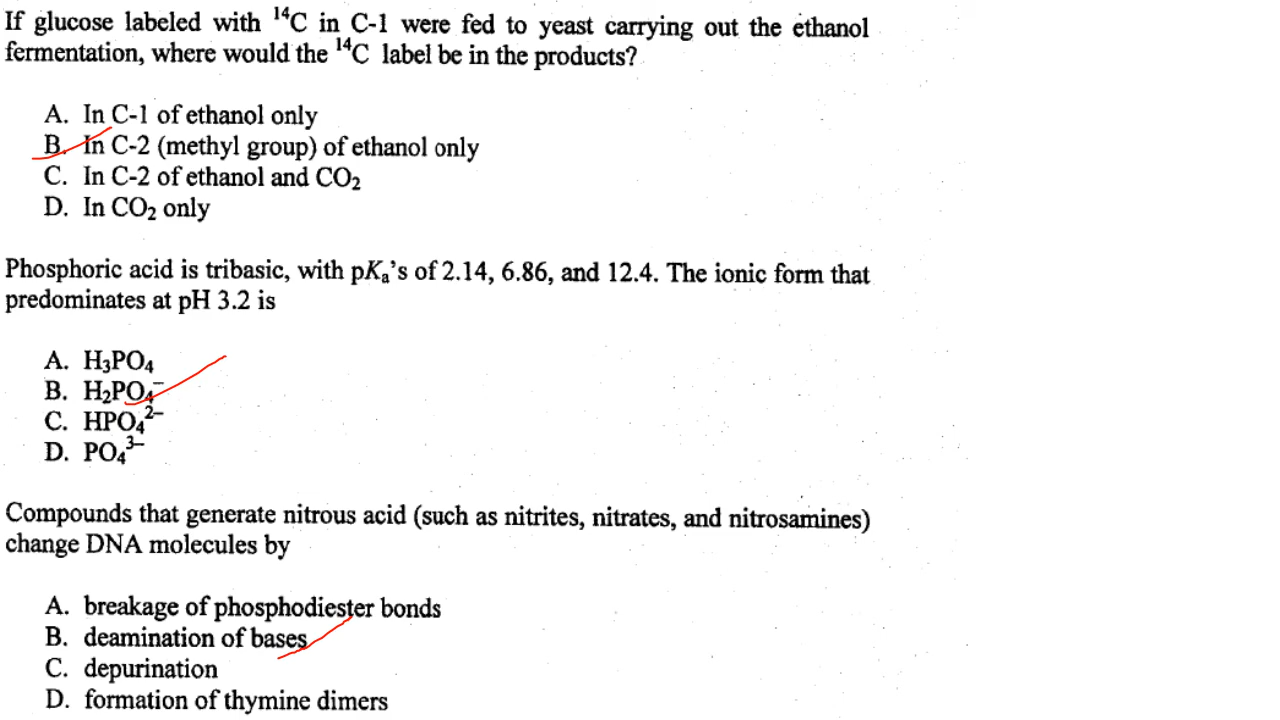 If glucose labeled with ¹⁴C in C-1 were fed to yeast carrying out the ethanol
fermentation, where would the ¹⁴C label be in the products?
A. In C-1 of ethanol only
B. In C-2 (methyl group) of ethanol only
C. In C-2 of ethanol and CO₂
D. In CO₂ only
Phosphoric acid is tribasic, with pKₐ's of 2.14, 6.86, and 12.4. The ionic form that
predominates at pH 3.2 is
A. H₃PO₄
B. H₂PO₄⁻
C. HPO₄²⁻
D. PO₄³⁻
Compounds that generate nitrous acid (such as nitrites, nitrates, and nitrosamines)
change DNA molecules by
A. breakage of phosphodiester bonds
B. deamination of bases
C. depurination
D. formation of thymine dimers